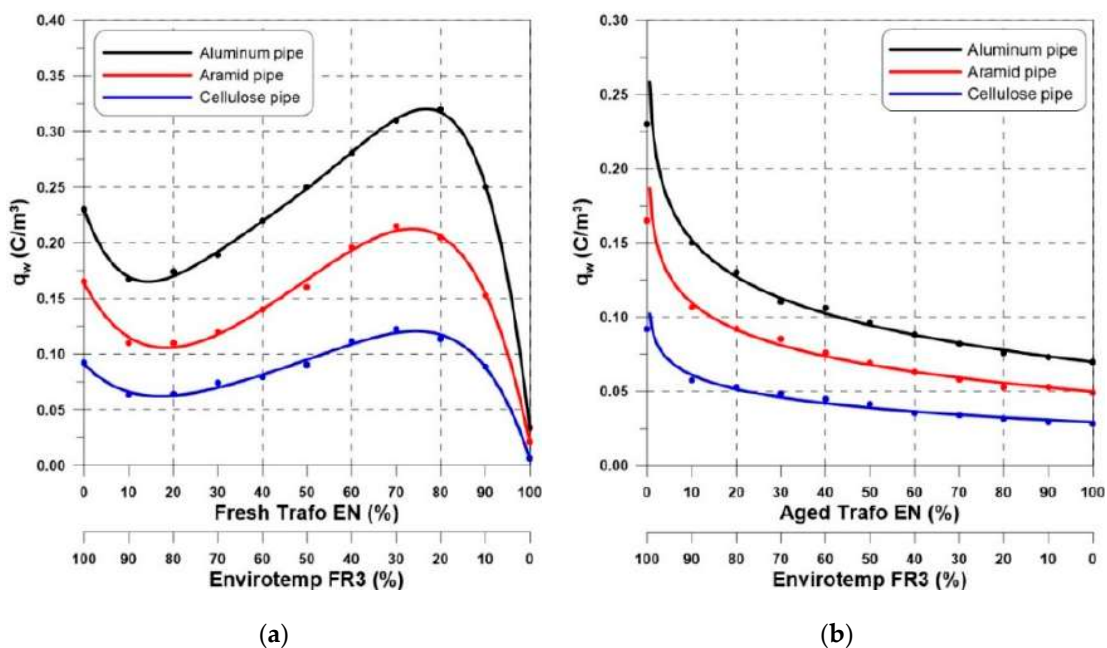 (a)
(b)
0.40
Aluminum pipe
Aramid pipe
Cellulose pipe
0.35
0.30
0.25
0.20
0.15
0.10
0.05
0.00
q_w (C/m³)
0 10 20 30 40 50 60 70 80 90 100
Fresh Trafo EN (%)
100 90 80 70 60 50 40 30 20 10 0
Envirotemp FR3 (%)
(a)
0.30
Aluminum pipe
Aramid pipe
Cellulose pipe
0.25
0.20
0.15
0.10
0.05
0.00
q_w (C/m³)
0 10 20 30 40 50 60 70 80 90 100
Aged Trafo EN (%)
100 90 80 70 60 50 40 30 20 10 0
Envirotemp FR3 (%)
(b)